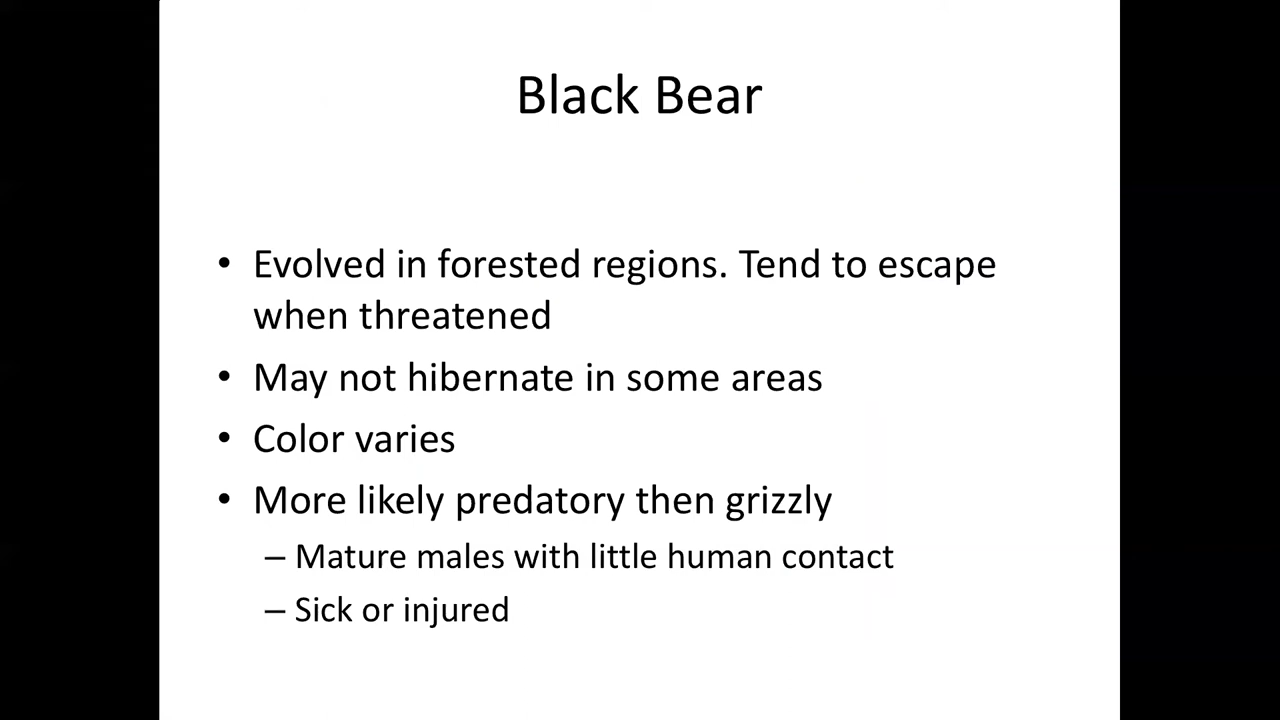 Black Bear
• Evolved in forested regions. Tend to escape
when threatened
• May not hibernate in some areas
• Color varies
• More likely predatory then grizzly
– Mature males with little human contact
– Sick or injured